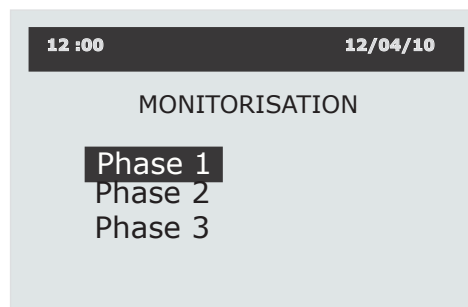 12 :00 12/04/10
MONITORISATION
Phase 1
Phase 2
Phase 3